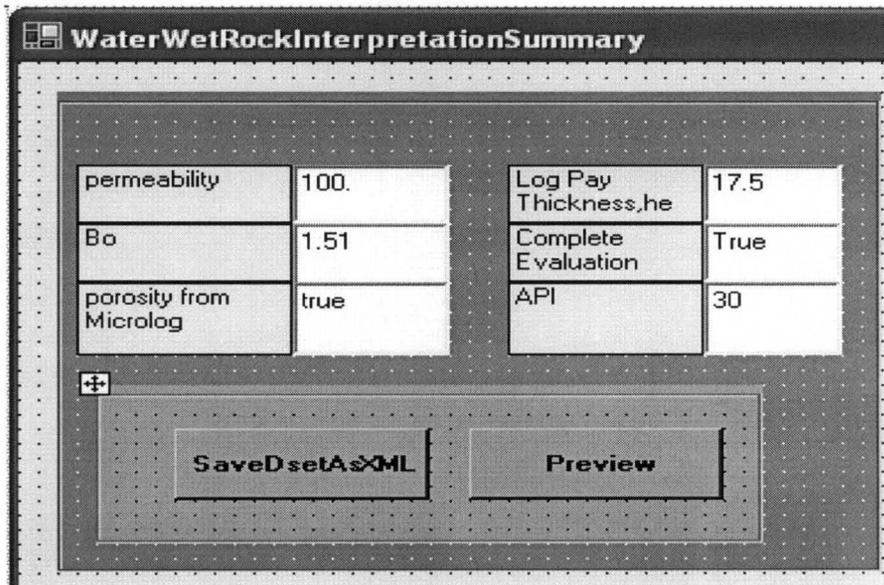 WaterWetRockInterpretationSummary
permeability
100.
Log Pay
Thickness,he
17.5
Bo
1.51
Complete
Evaluation
True
porosity from
Microlog
true
API
30
SaveDsetAsXML
Preview